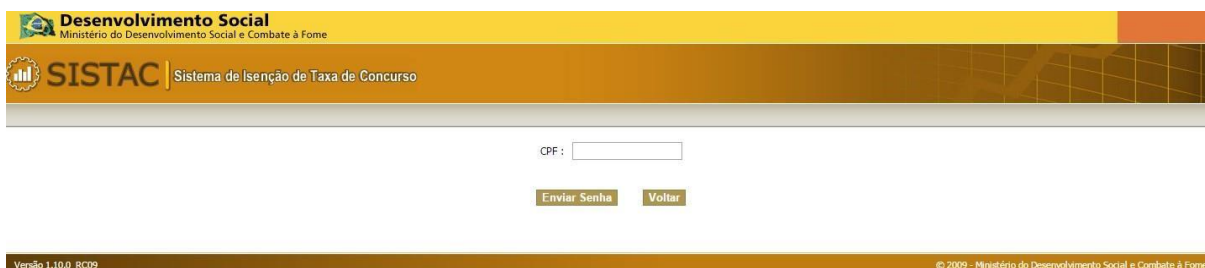 Desenvolvimento Social
Ministério do Desenvolvimento Social e Combate à Fome
SISTAC Sistema de Isenção de Taxa de Concurso
CPF :
Enviar Senha Voltar
Versão 1.10.0_RC09 © 2009 - Ministério do Desenvolvimento Social e Combate à Fome